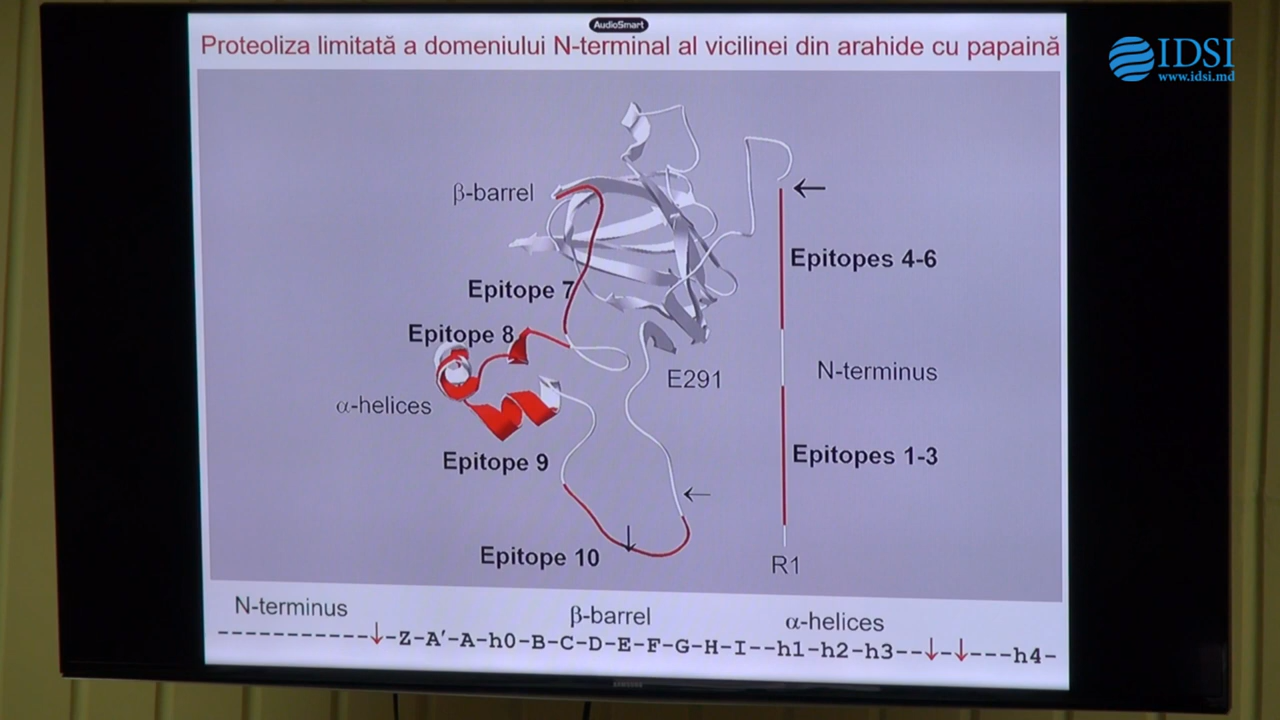 AudioSmart
Proteoliza limitată a domeniului N-terminal al vicilinei din arahide cu papaină
IDSI
www.idsi.md
β-barrel
Epitopes 4-6
Epitope 7
Epitope 8
E291
N-terminus
α-helices
Epitopes 1-3
Epitope 9
Epitope 10
R1
N-terminus
β-barrel
α-helices
-----------↓-Z-A′-A-h0-B-C-D-E-F-G-H-I--h1-h2-h3--↓-↓---h4-
SAMSUNG